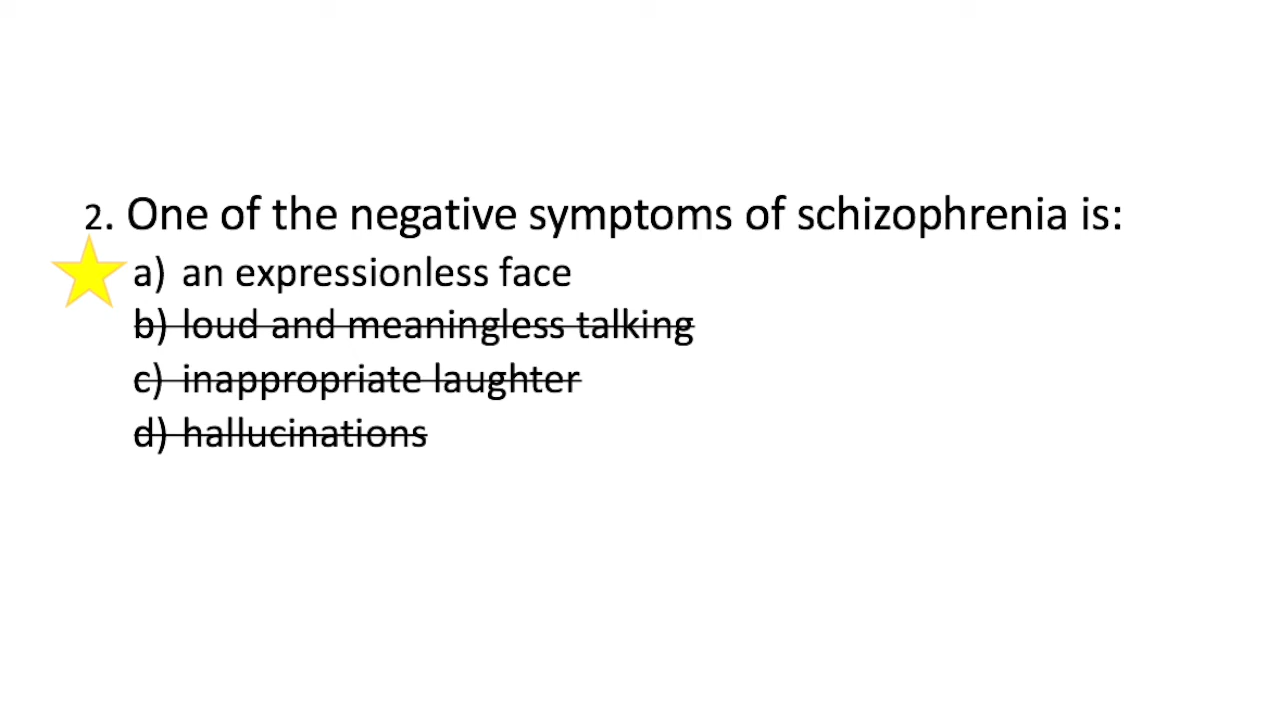 2. One of the negative symptoms of schizophrenia is:
a) an expressionless face
b) loud and meaningless talking
c) inappropriate laughter
d) hallucinations